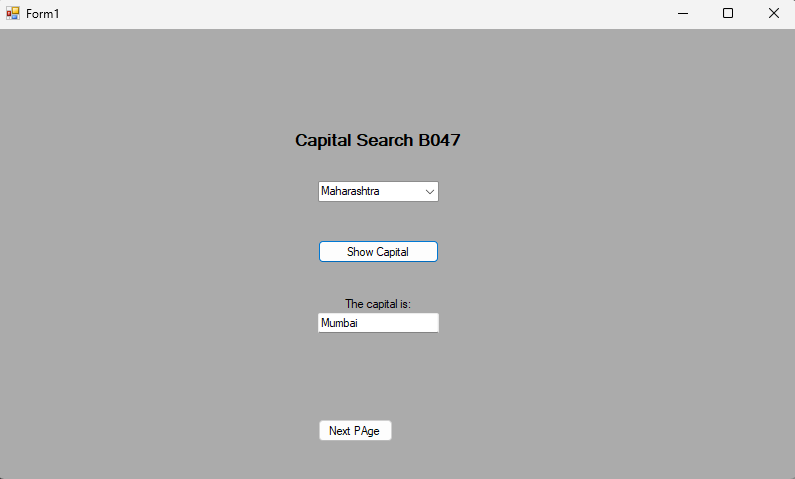 Form1
Capital Search B047
Maharashtra
Show Capital
The capital is:
Mumbai
Next PAge